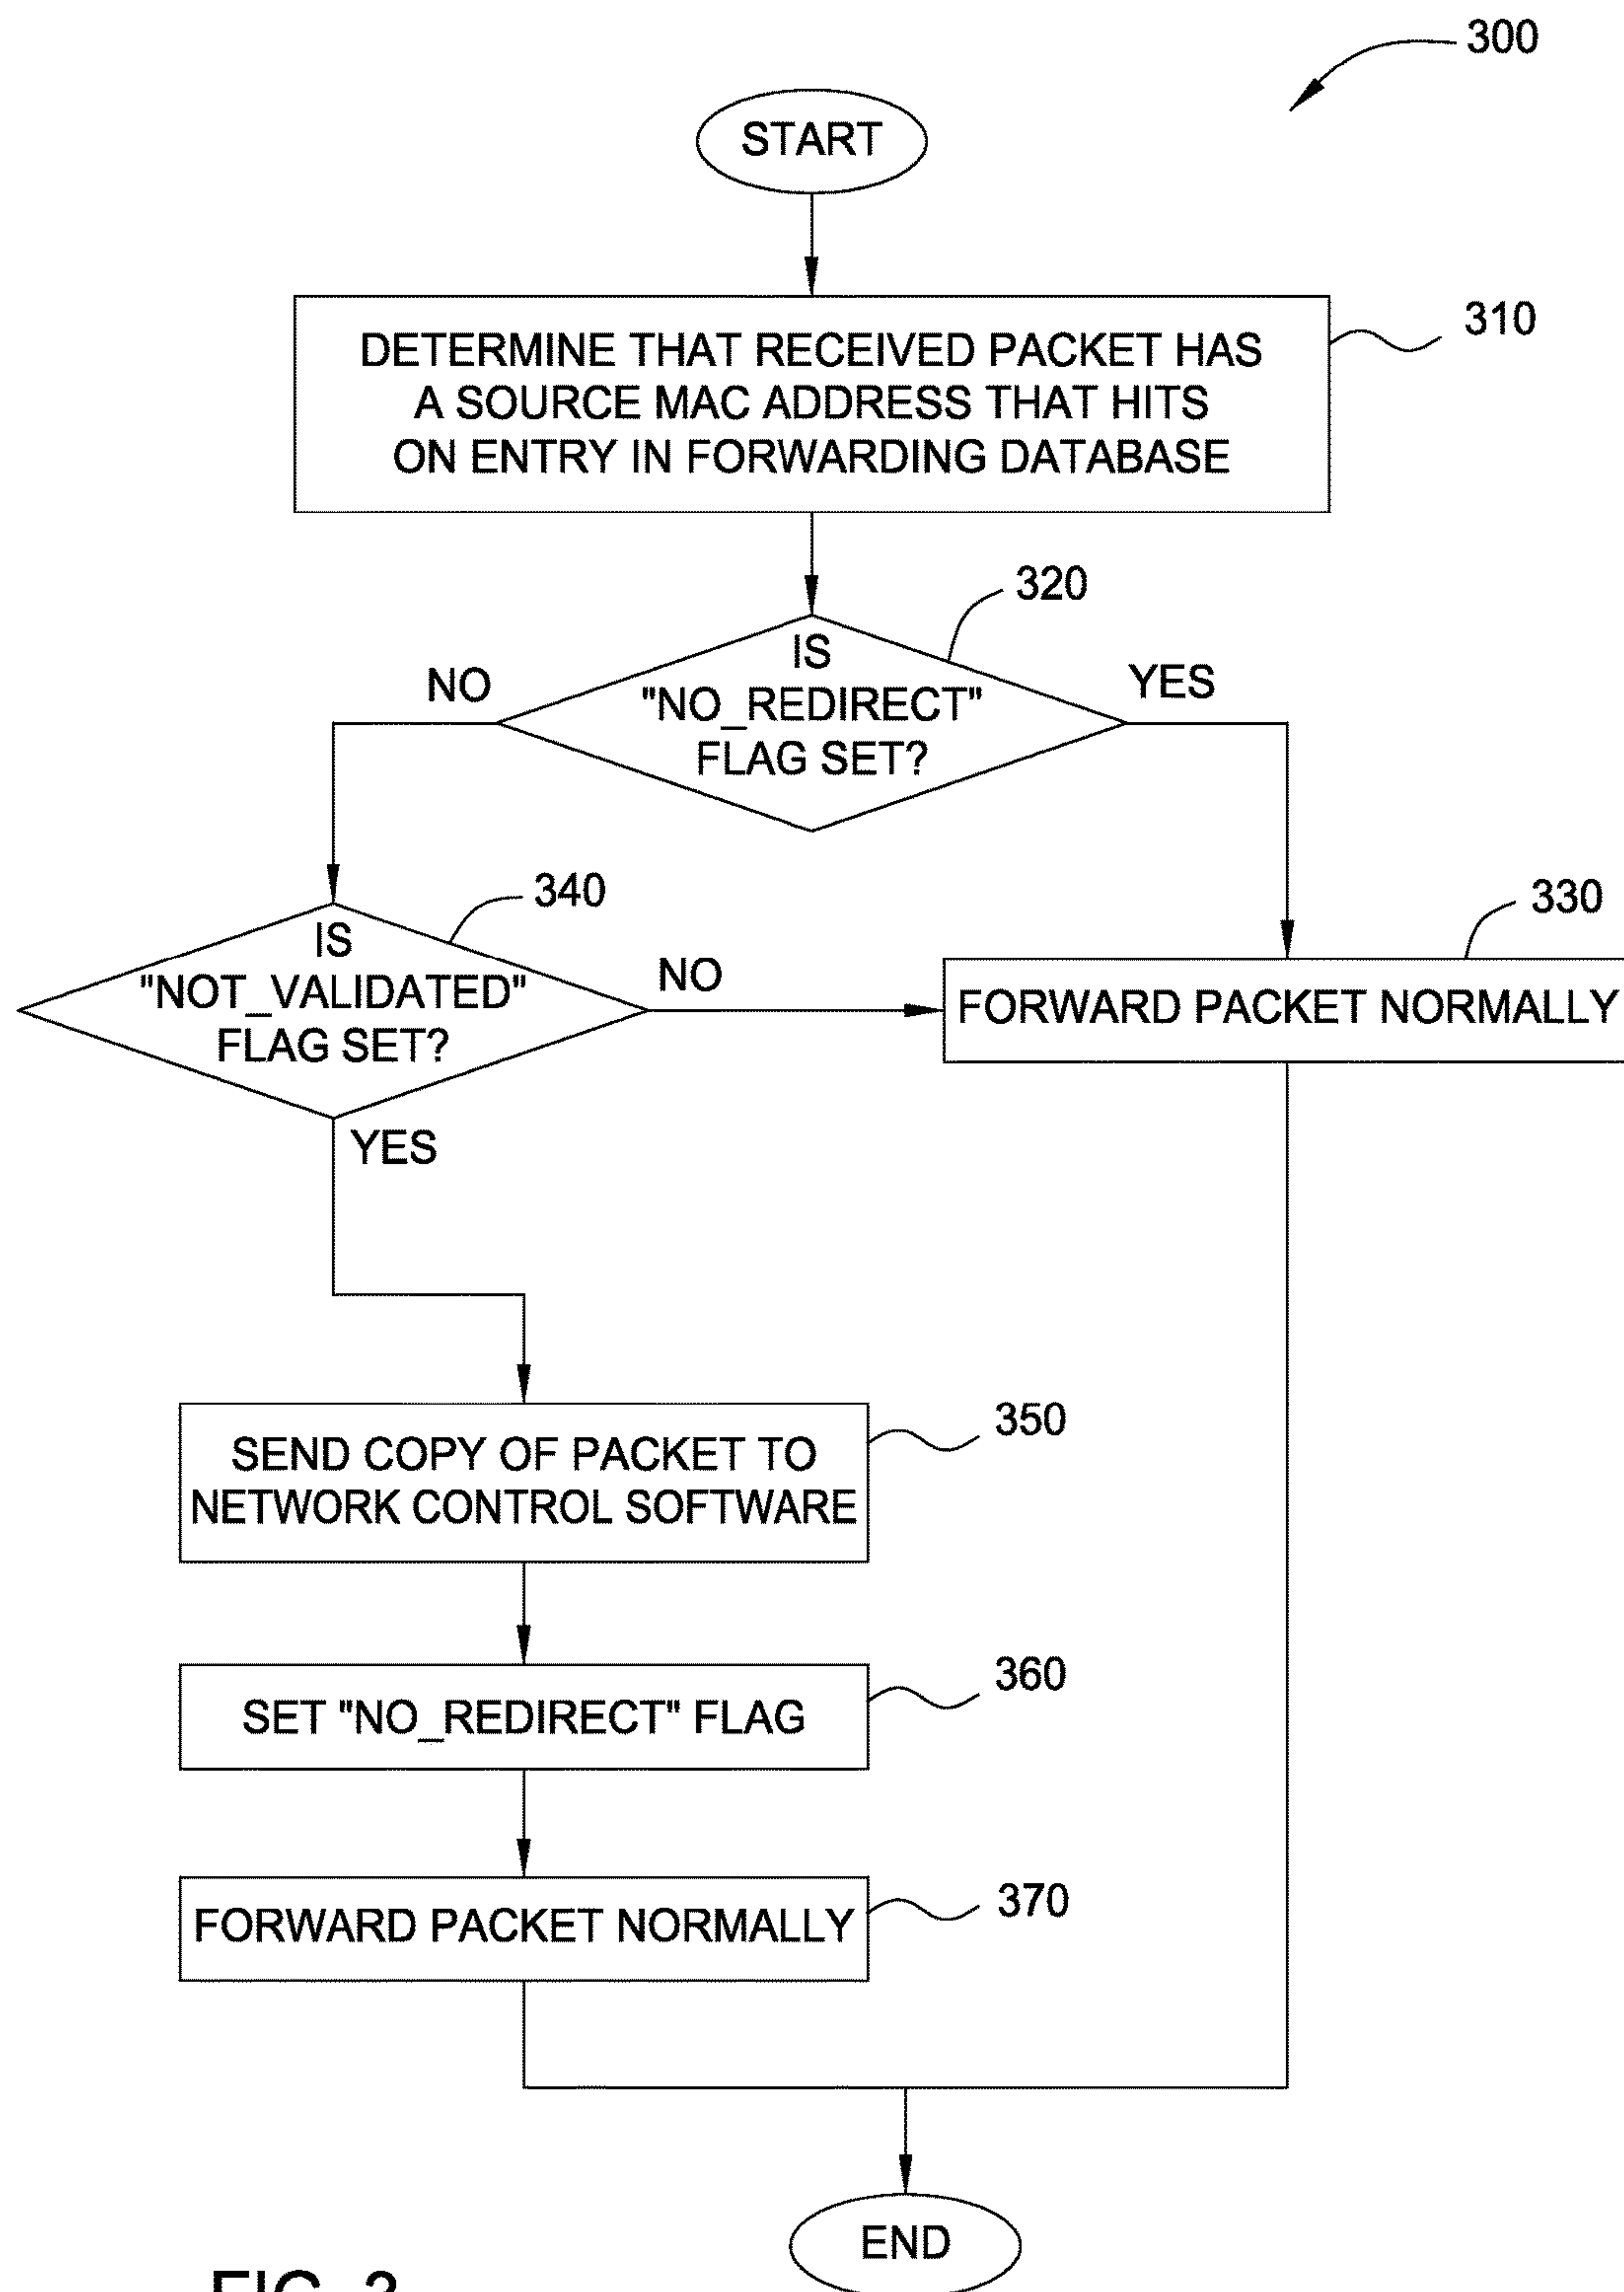 300
START
310
DETERMINE THAT RECEIVED PACKET HAS
A SOURCE MAC ADDRESS THAT HITS
ON ENTRY IN FORWARDING DATABASE
320
IS
"NO_REDIRECT"
FLAG SET?
NO
YES
340
IS
"NOT_VALIDATED"
FLAG SET?
NO
YES
330
FORWARD PACKET NORMALLY
350
SEND COPY OF PACKET TO
NETWORK CONTROL SOFTWARE
360
SET "NO_REDIRECT" FLAG
370
FORWARD PACKET NORMALLY
END
FIG.